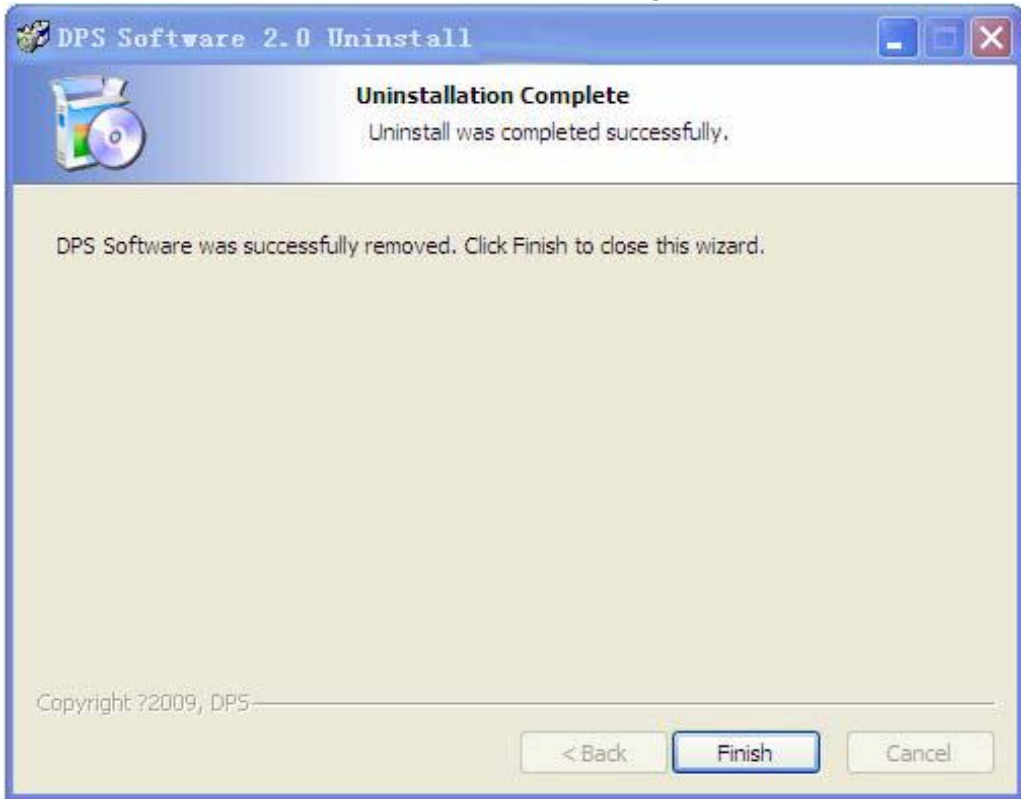 DPS Software 2.0 Uninstall
Uninstallation Complete
Uninstall was completed successfully.
DPS Software was successfully removed. Click Finish to close this wizard.
Copyright ?2009, DPS
< Back Finish Cancel